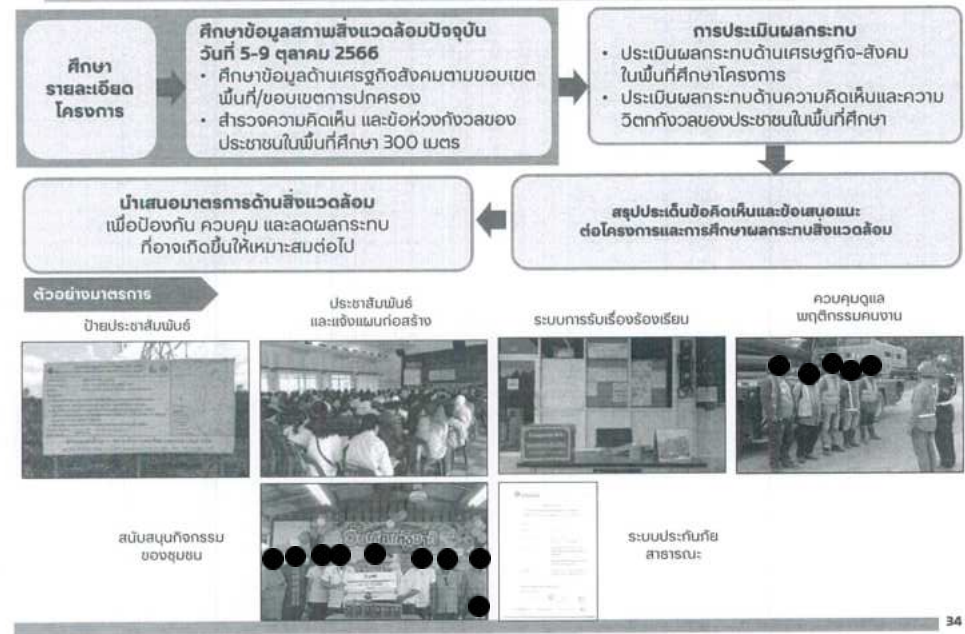 ศึกษา
รายละเอียด
โครงการ
ศึกษาข้อมูลสภาพสิ่งแวดล้อมปัจจุบัน
วันที่ 5-9 ตุลาคม 2566
• ศึกษาข้อมูลด้านเศรฐกิจสังคมตามขอบเขต
พื้นที่/ขอบเขตการปกครอง
• สำรวจความคิดเห็น และข้อห่วงกังวลของ
ประชาชนในพื้นที่ศึกษา 300 เมตร
การประเมินผลกระทบ
• ประเมินผลกระทบด้านเศรษฐกิจ-สังคม
ในพื้นที่ศึกษาโครงการ
• ประเมินผลกระทบด้านความคิดเห็นและความ
วิตกกังวลของประชาชนในพื้นที่ศึกษา
นำเสนอมาตรการด้านสิ่งแวดล้อม
เพื่อป้องกัน ควบคุม และลดผลกระทบ
ที่อาจเกิดขึ้นให้เหมาะสมต่อไป
สรุปประเด็นข้อคิดเห็นและข้อเสนอแนะ
ต่อโครงการและการศึกษาผลกระทบสิ่งแวดล้อม
ตัวอย่างมาตรการ
ป้ายประชาสัมพันธ์
ประชาสัมพันธ์
และแจ้งแผนก่อสร้าง
ระบบการรับเรื่องร้องเรียน
ควบคุมดูแล
พฤติกรรมคนงาน
สนับสนุนกิจกรรม
ของชุมชน
ระบบประกันภัย
สาธารณะ
34